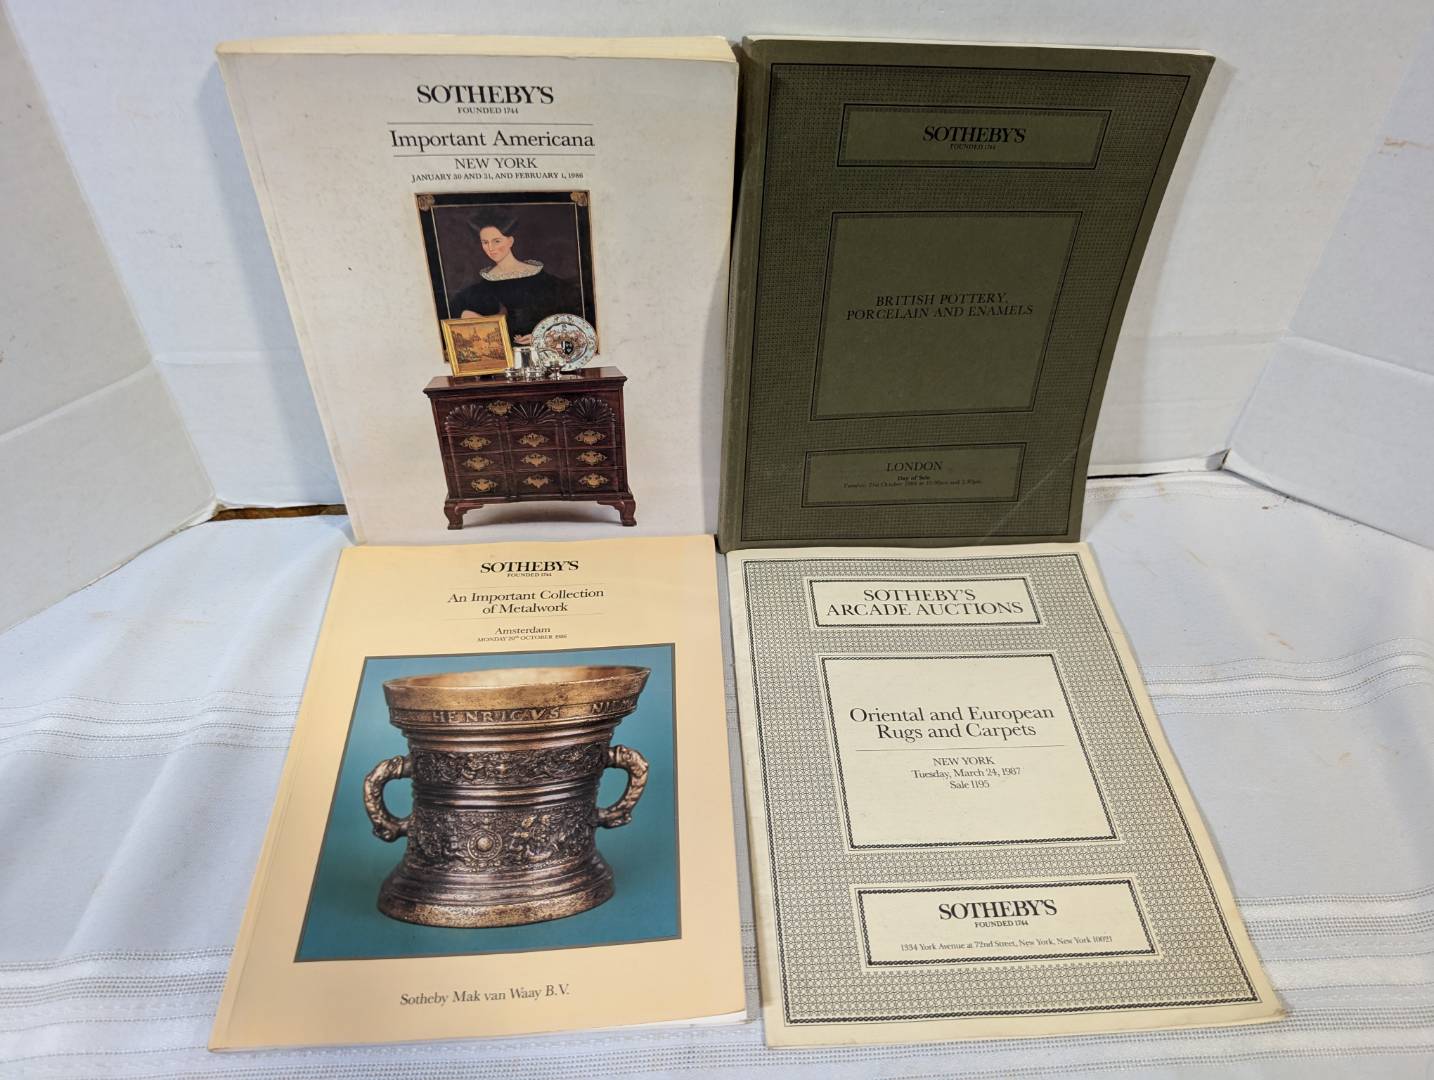 SOTHEBY'S
FOUNDED 1744
Important Americana
NEW YORK
JANUARY 30 AND 31, AND FEBRUARY 1, 1986
SOTHEBY'S
FOUNDED 1744
BRITISH POTTERY,
PORCELAIN AND ENAMELS
LONDON
Day of Sale
SOTHEBY'S
FOUNDED 1744
An Important Collection
of Metalwork
Amsterdam
MONDAY OCTOBER 1986
HENRICVS
Sotheby Mak van Waay B.V.
SOTHEBY'S
ARCADE AUCTIONS
Oriental and European
Rugs and Carpets
NEW YORK
Tuesday, March 24, 1987
Sale 1195
SOTHEBY'S
FOUNDED 1744
1334 York Avenue at 72nd Street, New York, New York 10021